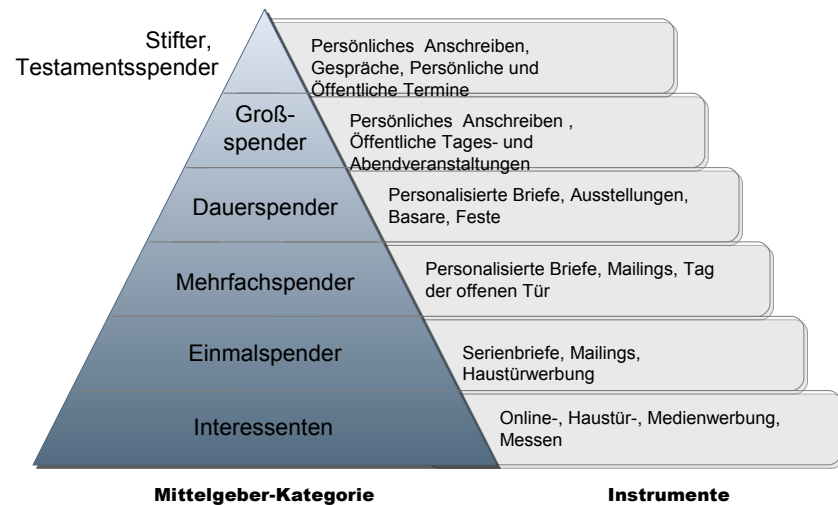 Stifter,
Testamentsspender
Persönliches Anschreiben,
Gespräche, Persönliche und
Öffentliche Termine
Groß-
spender
Persönliches Anschreiben ,
Öffentliche Tages- und
Abendveranstaltungen
Dauerspender
Personalisierte Briefe, Ausstellungen,
Basare, Feste
Mehrfachspender
Personalisierte Briefe, Mailings, Tag
der offenen Tür
Einmalspender
Serienbriefe, Mailings,
Haustürwerbung
Interessenten
Online-, Haustür-, Medienwerbung,
Messen
Mittelgeber-Kategorie
Instrumente